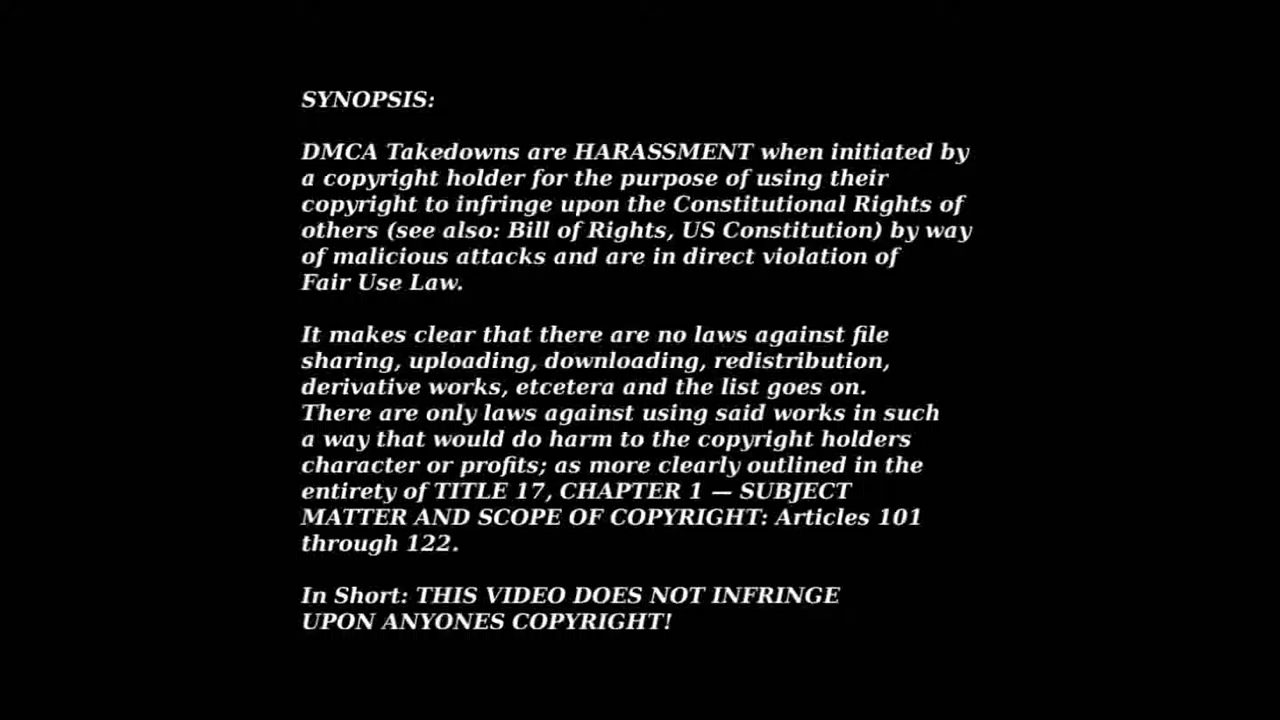 SYNOPSIS:
DMCA Takedowns are HARASSMENT when initiated by
a copyright holder for the purpose of using their
copyright to infringe upon the Constitutional Rights of
others (see also: Bill of Rights, US Constitution) by way
of malicious attacks and are in direct violation of
Fair Use Law.
It makes clear that there are no laws against file
sharing, uploading, downloading, redistribution,
derivative works, etcetera and the list goes on.
There are only laws against using said works in such
a way that would do harm to the copyright holders
character or profits; as more clearly outlined in the
entirety of TITLE 17, CHAPTER 1 — SUBJECT
MATTER AND SCOPE OF COPYRIGHT: Articles 101
through 122.
In Short: THIS VIDEO DOES NOT INFRINGE
UPON ANYONES COPYRIGHT!